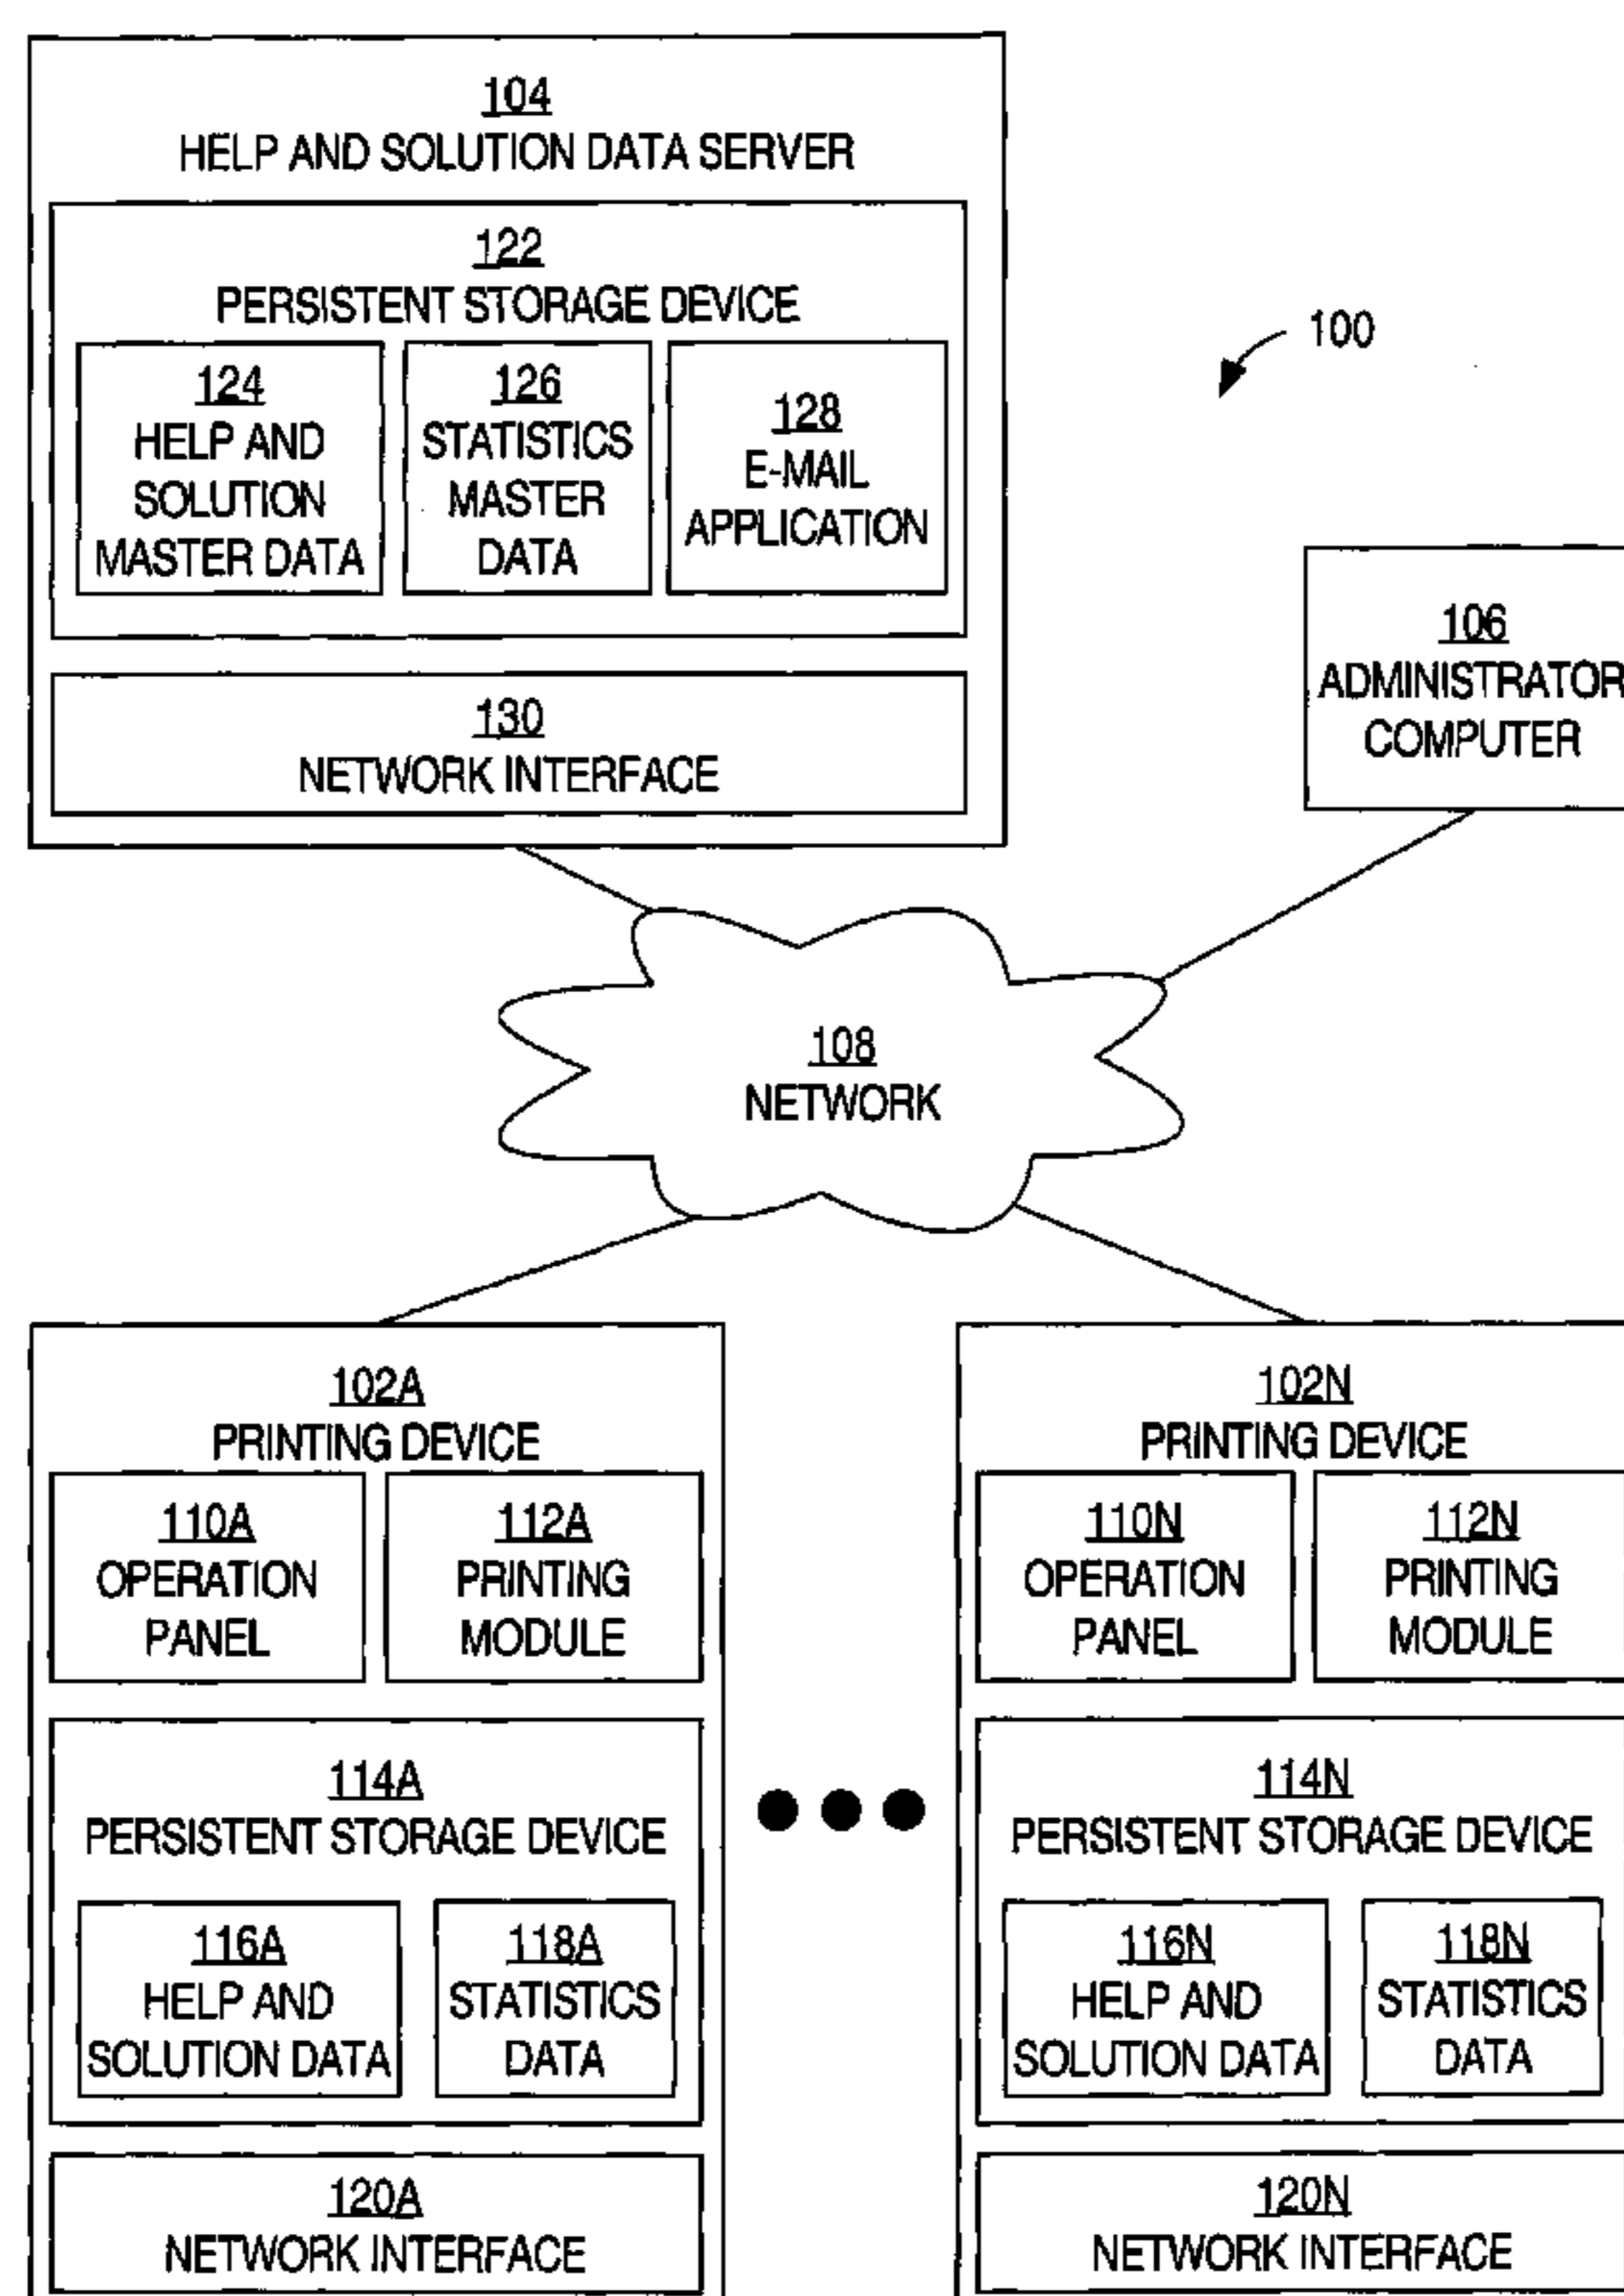 104
HELP AND SOLUTION DATA SERVER
122
PERSISTENT STORAGE DEVICE
124
HELP AND
SOLUTION
MASTER DATA
126
STATISTICS
MASTER
DATA
128
E-MAIL
APPLICATION
130
NETWORK INTERFACE
100
106
ADMINISTRATOR
COMPUTER
108
NETWORK
102A
PRINTING DEVICE
110A
OPERATION
PANEL
112A
PRINTING
MODULE
114A
PERSISTENT STORAGE DEVICE
116A
HELP AND
SOLUTION DATA
118A
STATISTICS
DATA
120A
NETWORK INTERFACE
102N
PRINTING DEVICE
110N
OPERATION
PANEL
112N
PRINTING
MODULE
114N
PERSISTENT STORAGE DEVICE
116N
HELP AND
SOLUTION DATA
118N
STATISTICS
DATA
120N
NETWORK INTERFACE